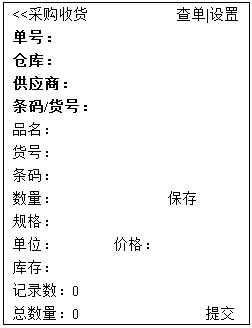 <<采购收货 查单|设置
单号：
仓库：
供应商：
条码/货号：
品名：
货号：
条码：
数量： 保存
规格：
单位： 价格：
库存：
记录数：0
总数量：0 提交